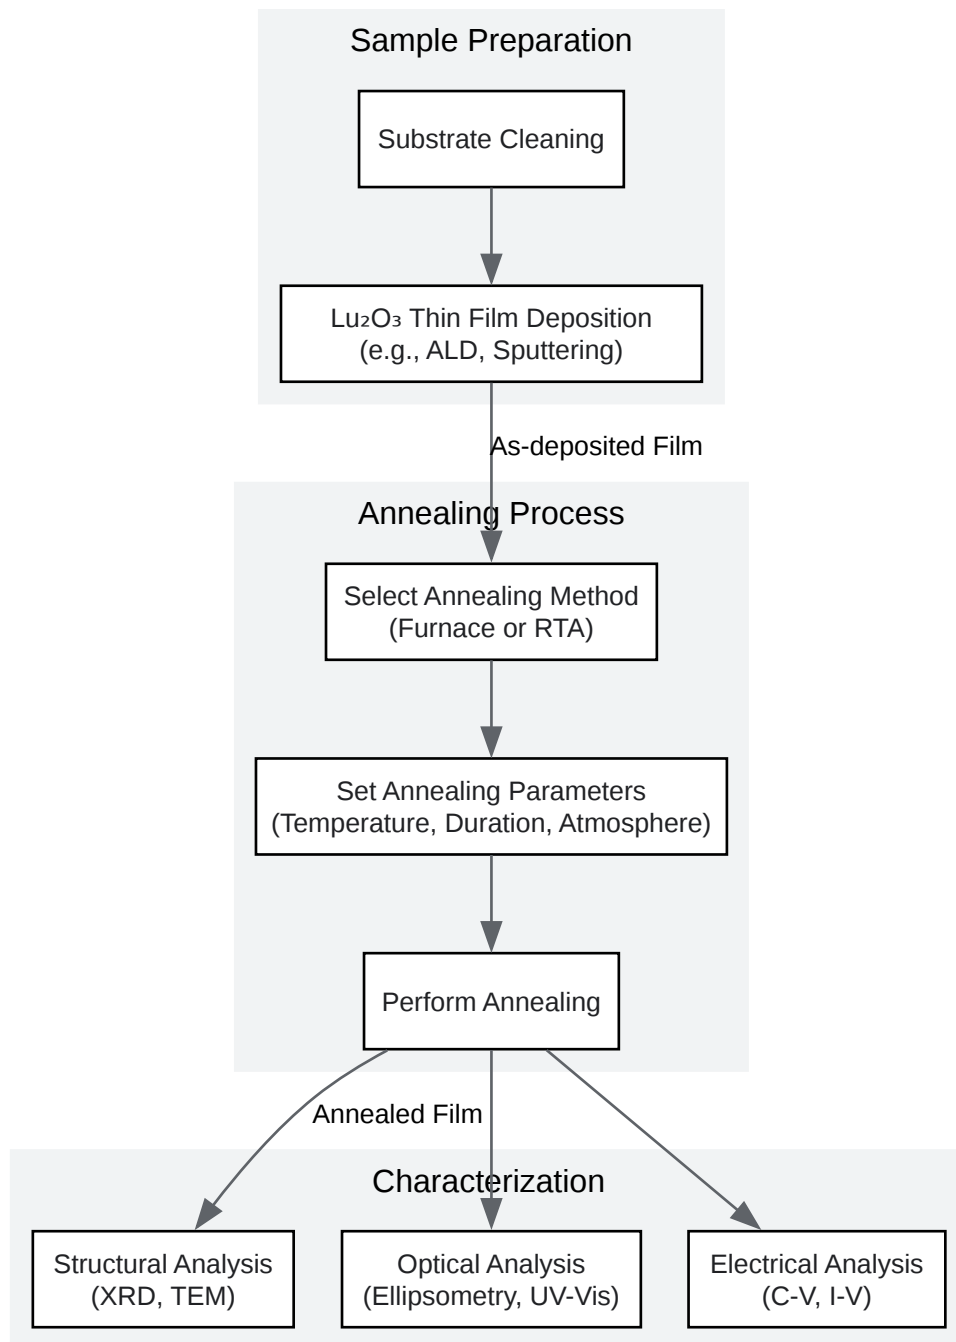 Sample Preparation
Substrate Cleaning
Lu₂O₃ Thin Film Deposition
(e.g., ALD, Sputtering)
As-deposited Film
Annealing Process
Select Annealing Method
(Furnace or RTA)
Set Annealing Parameters
(Temperature, Duration, Atmosphere)
Perform Annealing
Annealed Film
Characterization
Structural Analysis
(XRD, TEM)
Optical Analysis
(Ellipsometry, UV-Vis)
Electrical Analysis
(C-V, I-V)